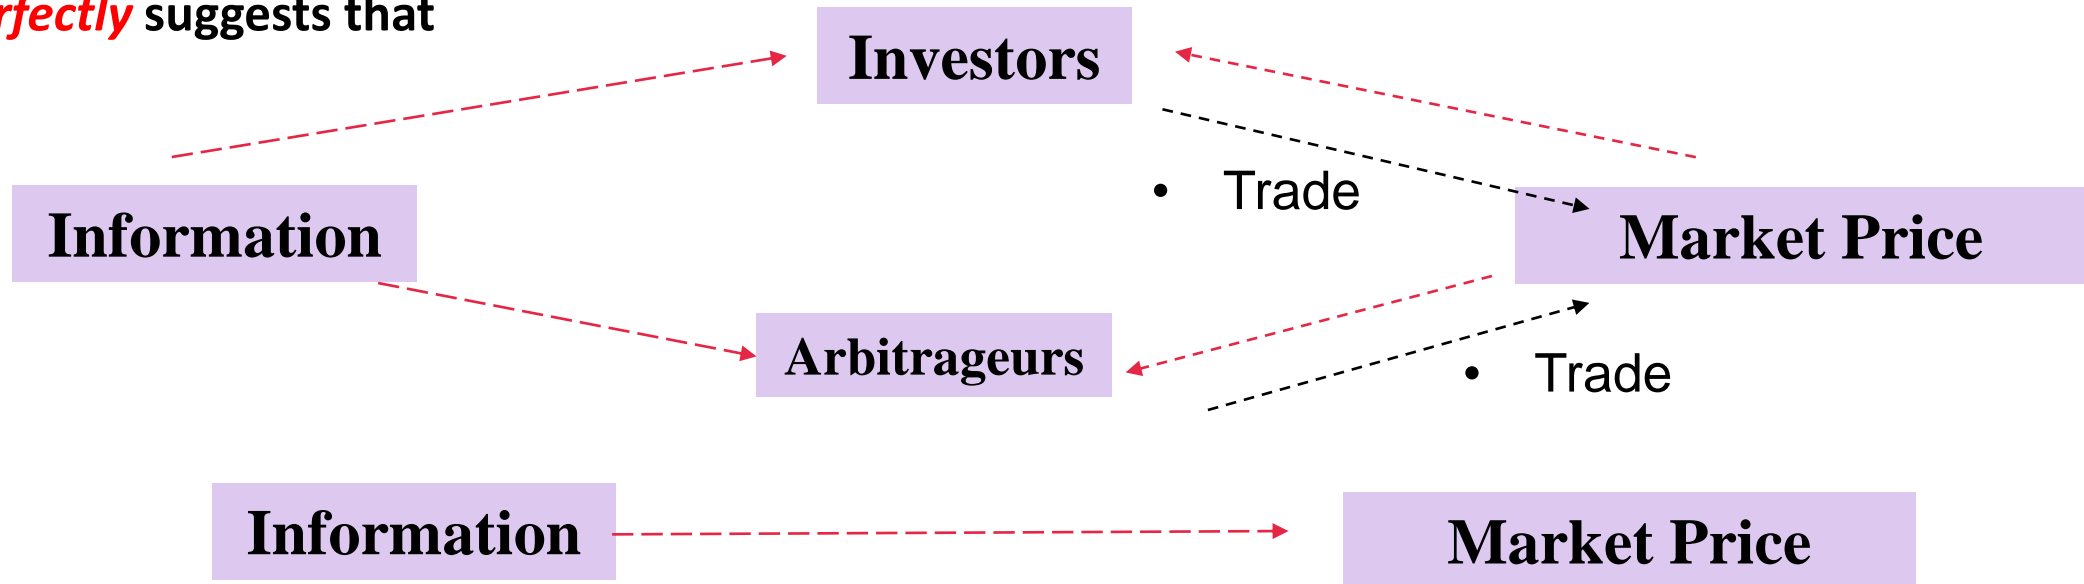 rfectly suggests that
Investors
• Trade
Information
Market Price
Arbitrageurs
• Trade
Information
Market Price